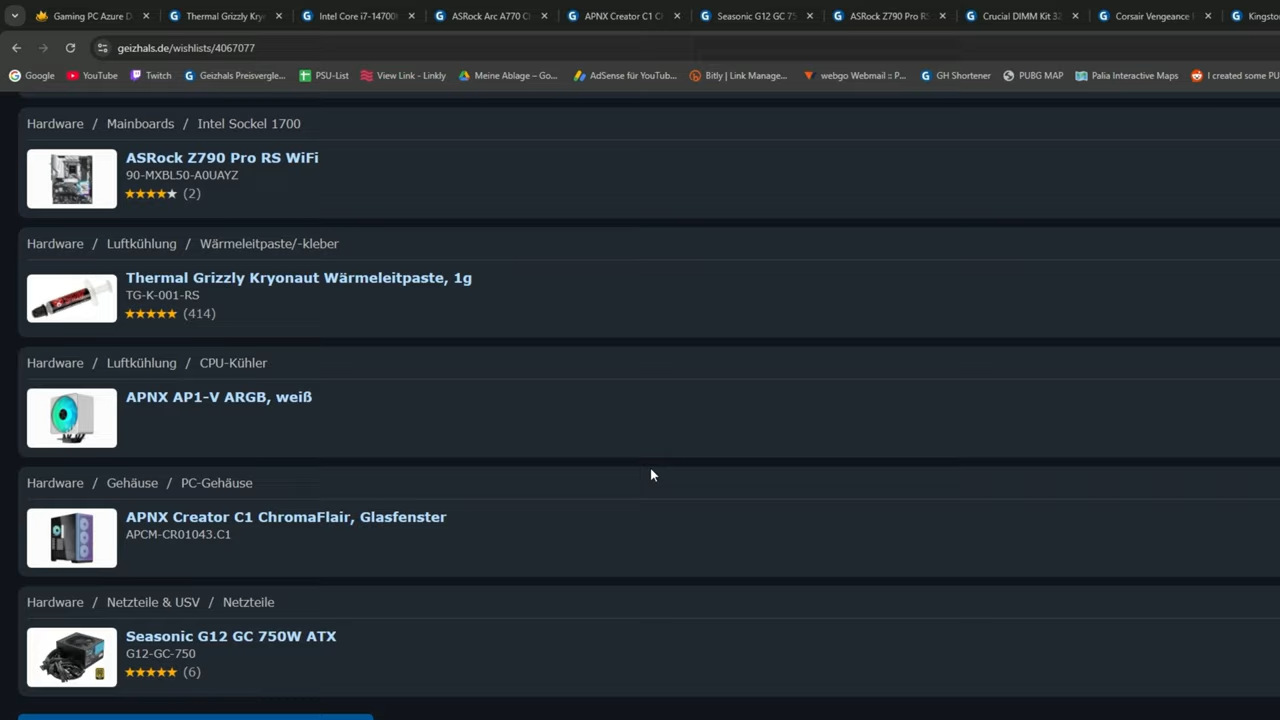 Gaming PC Azure D
Thermal Grizzly Kry
Intel Core i7-14700
ASRock Arc A770 C
APNX Creator C1 C
Seasonic G12 GC 75
ASRock Z790 Pro RS
Crucial DIMM Kit 32
Corsair Vengeance
Kingsto
geizhals.de/wishlists/4067077
Google
YouTube
Twitch
Geizhals Preisvergle...
PSU-List
View Link - Linkly
Meine Ablage – Go...
AdSense für YouTub...
Bitly | Link Manage...
webgo Webmail :: P...
GH Shortener
PUBG MAP
Palia Interactive Maps
I created some PU
Hardware / Mainboards / Intel Sockel 1700
ASRock Z790 Pro RS WiFi
90-MXBL50-A0UAYZ
★★★★★ (2)
Hardware / Luftkühlung / Wärmeleitpaste/-kleber
Thermal Grizzly Kryonaut Wärmeleitpaste, 1g
TG-K-001-RS
★★★★★ (414)
Hardware / Luftkühlung / CPU-Kühler
APNX AP1-V ARGB, weiß
Hardware / Gehäuse / PC-Gehäuse
APNX Creator C1 ChromaFlair, Glasfenster
APCM-CR01043.C1
Hardware / Netzteile & USV / Netzteile
Seasonic G12 GC 750W ATX
G12-GC-750
★★★★★ (6)